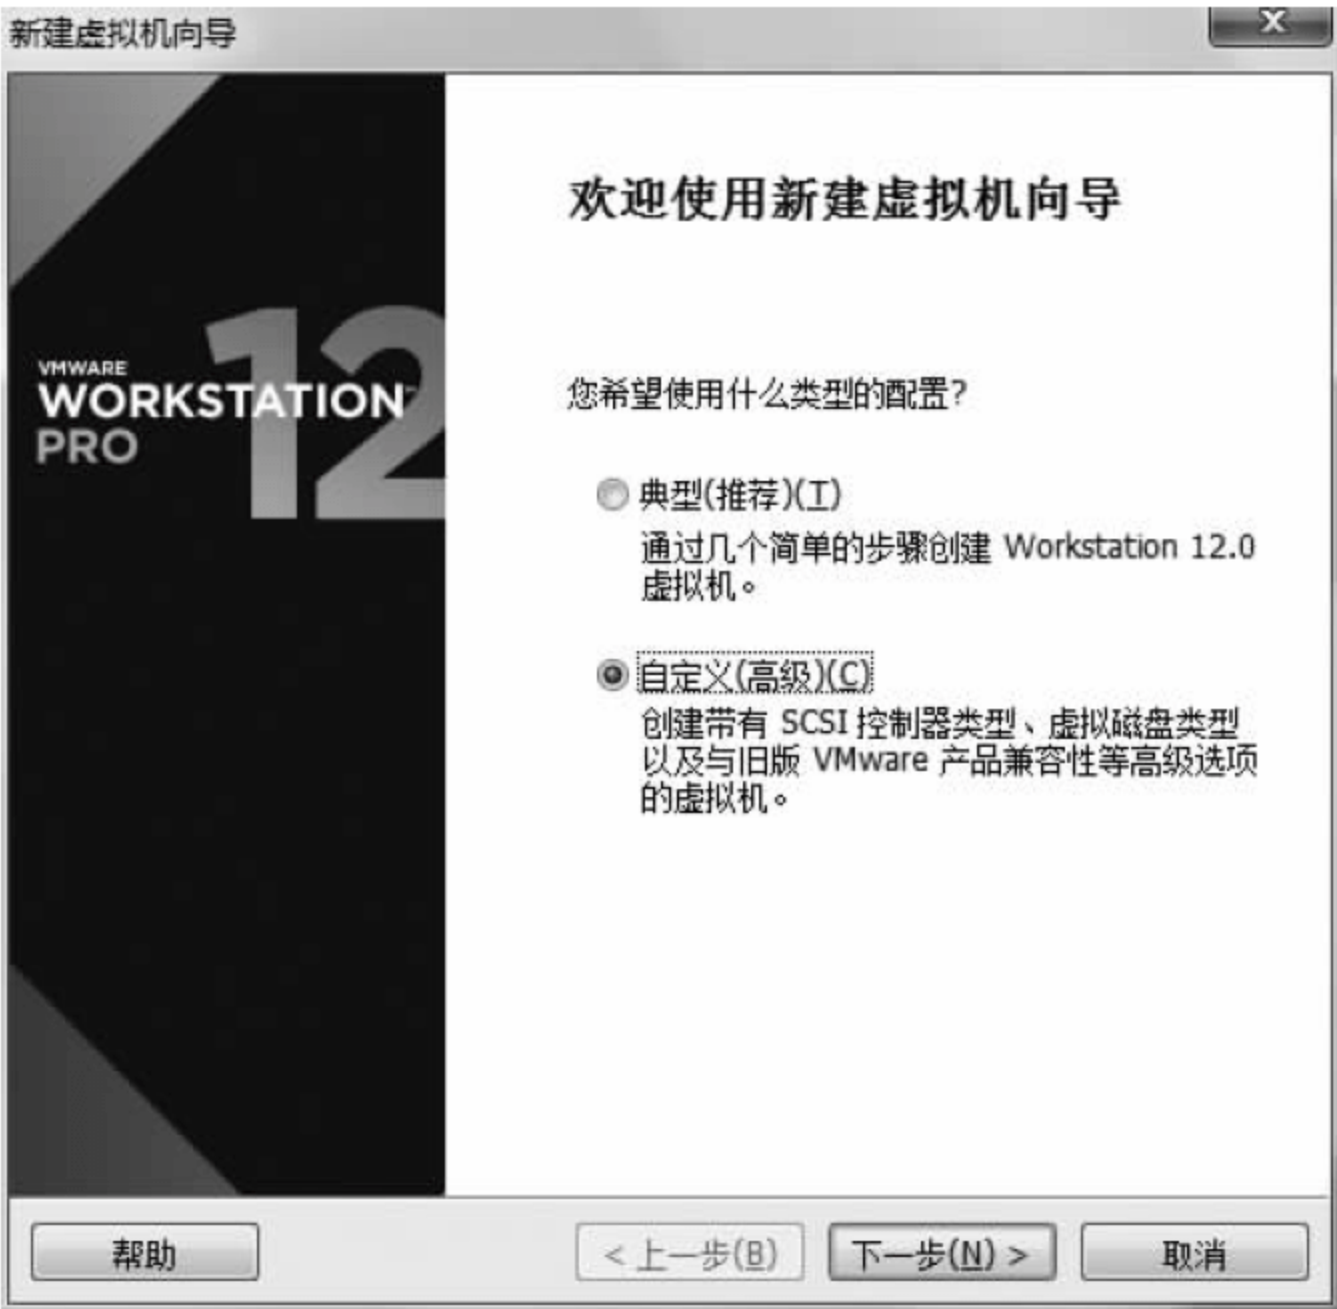 新建虚拟机向导
X
欢迎使用新建虚拟机向导
12
VMWARE
WORKSTATION
PRO
您希望使用什么类型的配置?
典型(推荐)(T)
通过几个简单的步骤创建 Workstation 12.0
虚拟机。
自定义(高级)(C)
创建带有 SCSI 控制器类型、虚拟磁盘类型
以及与旧版 VMware 产品兼容性等高级选项
的虚拟机。
帮助
<上一步(B)
下一步(N) >
取消